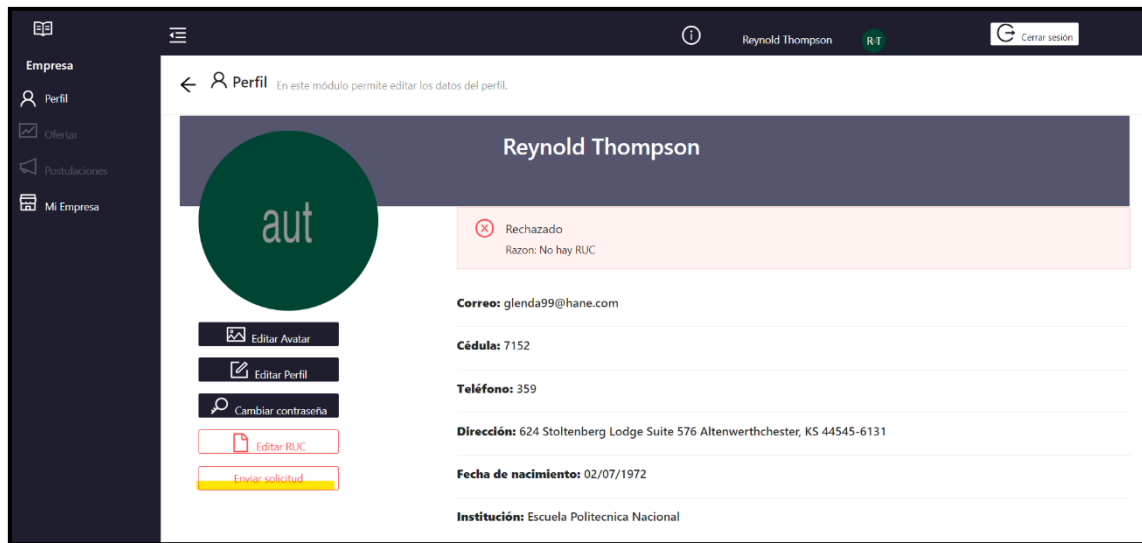 Reynold Thompson
R-T
Cerrar sesión
Empresa
Perfil
Ofertar
Postulaciones
Mi Empresa
Perfil En este módulo permite editar los datos del perfil.
Reynold Thompson
aut
Rechazado
Razon: No hay RUC
Editar Avatar
Editar Perfil
Cambiar contraseña
Editar RUC
Enviar solicitud
Correo: glenda99@hane.com
Cédula: 7152
Teléfono: 359
Dirección: 624 Stoltenberg Lodge Suite 576 Altenwerthchester, KS 44545-6131
Fecha de nacimiento: 02/07/1972
Institución: Escuela Politecnica Nacional